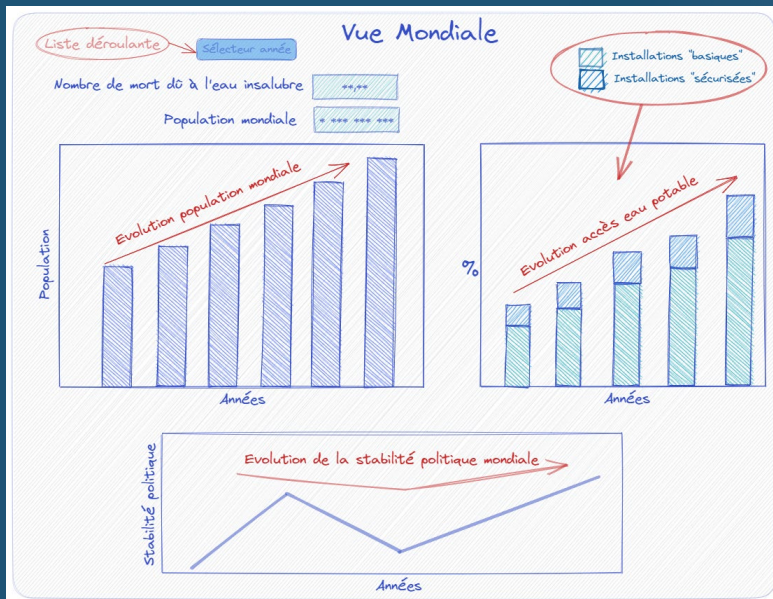 Vue Mondiale
Liste déroulante
Sélecteur année
Installations "basiques"
Installations "sécurisées"
Nombre de mort dû à l'eau insalubre
**,**
Population mondiale
* *** *** ***
Evolution population mondiale
Population
Années
Evolution accès eau potable
%
Années
Evolution de la stabilité politique mondiale
Stabilité politique
Années